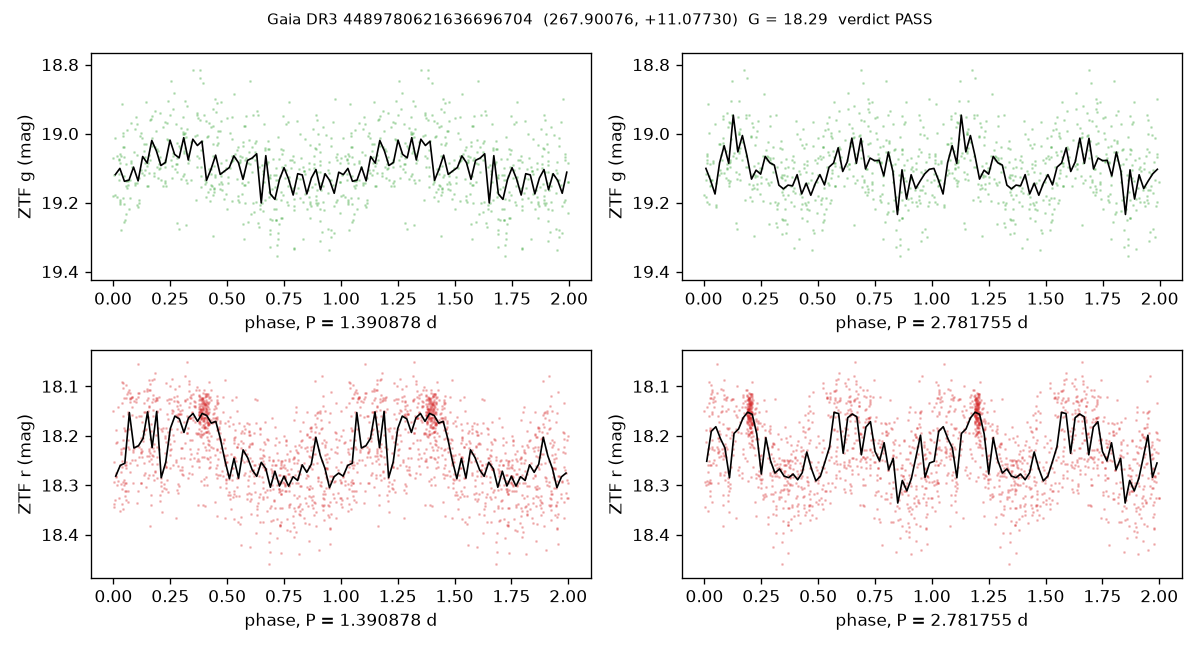 Gaia DR3 4489780621636696704 (267.90076, +11.07730) G = 18.29 verdict PASS
ZTF g (mag)
18.8
19.0
19.2
19.4
0.00 0.25 0.50 0.75 1.00 1.25 1.50 1.75 2.00
phase, P = 1.390878 d
ZTF g (mag)
18.8
19.0
19.2
19.4
0.00 0.25 0.50 0.75 1.00 1.25 1.50 1.75 2.00
phase, P = 2.781755 d
ZTF r (mag)
18.1
18.2
18.3
18.4
0.00 0.25 0.50 0.75 1.00 1.25 1.50 1.75 2.00
phase, P = 1.390878 d
ZTF r (mag)
18.1
18.2
18.3
18.4
0.00 0.25 0.50 0.75 1.00 1.25 1.50 1.75 2.00
phase, P = 2.781755 d